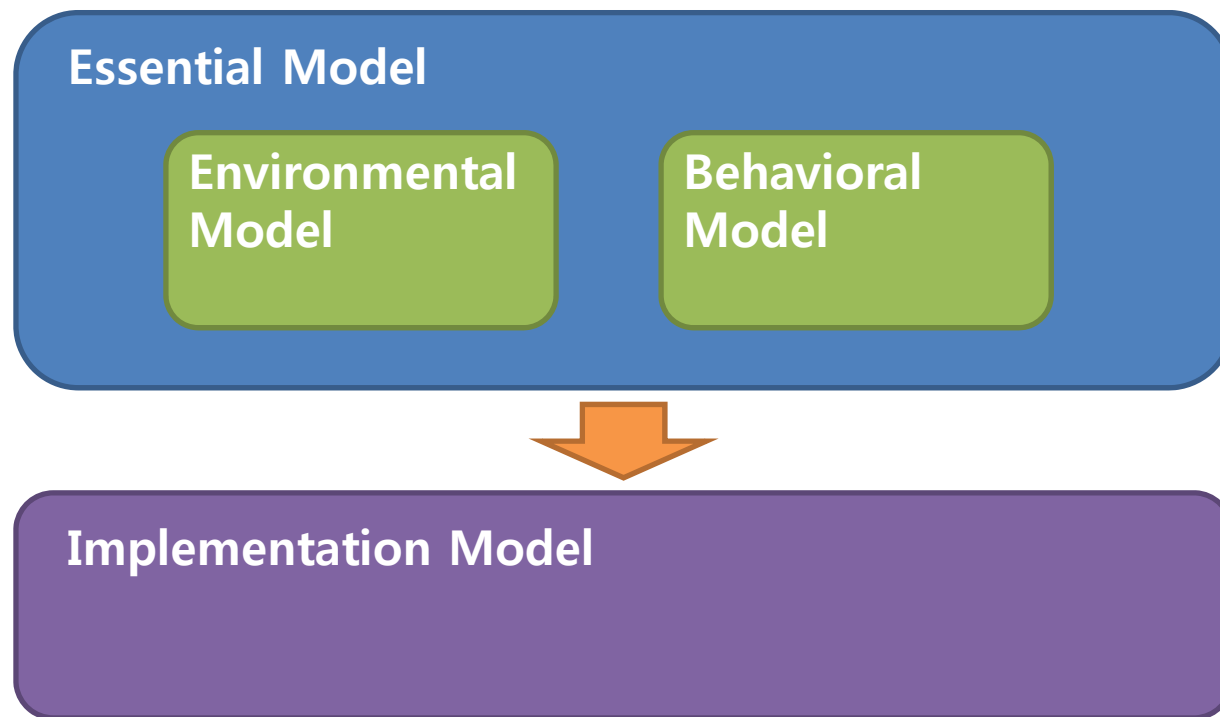 Essential Model
Environmental
Model
Behavioral
Model
Implementation Model